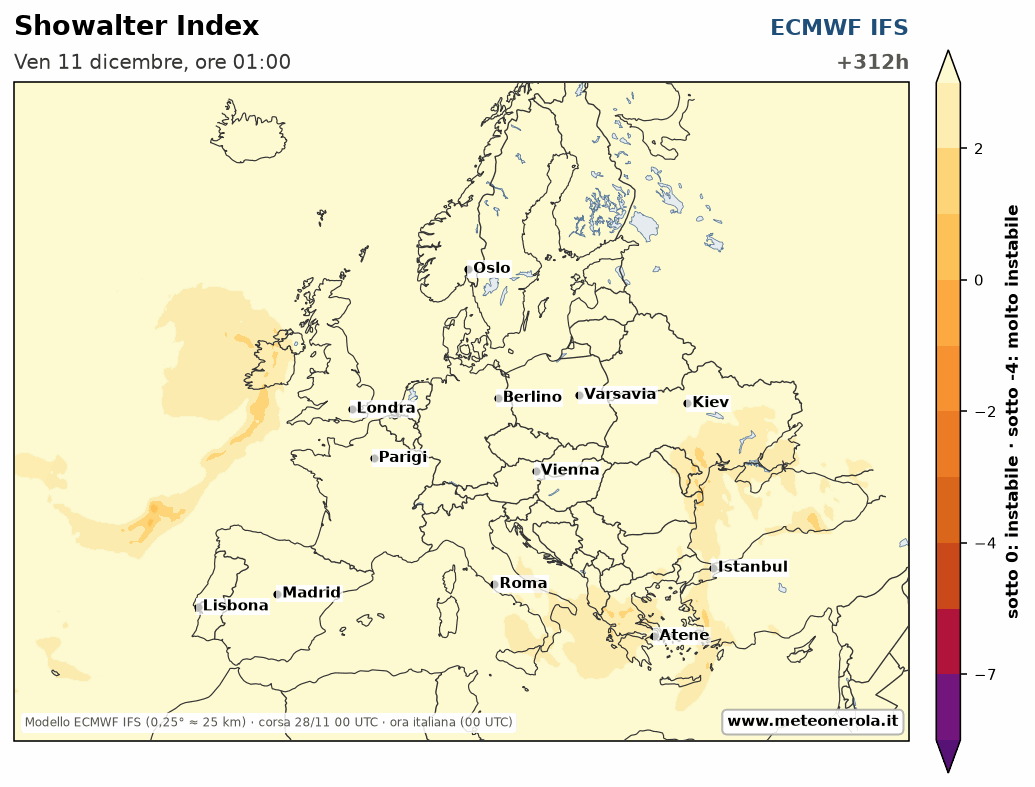 Showalter Index
ECMWF IFS
Ven 11 dicembre, ore 01:00
+312h
Oslo
Londra
Berlino
Varsavia
Kiev
Parigi
Vienna
Istanbul
Roma
Madrid
Lisbona
Atene
Modello ECMWF IFS (0,25° ≈ 25 km) · corsa 28/11 00 UTC · ora italiana (00 UTC)
www.meteonerola.it
2
0
−2
−4
−7
sotto 0: instabile · sotto -4: molto instabile